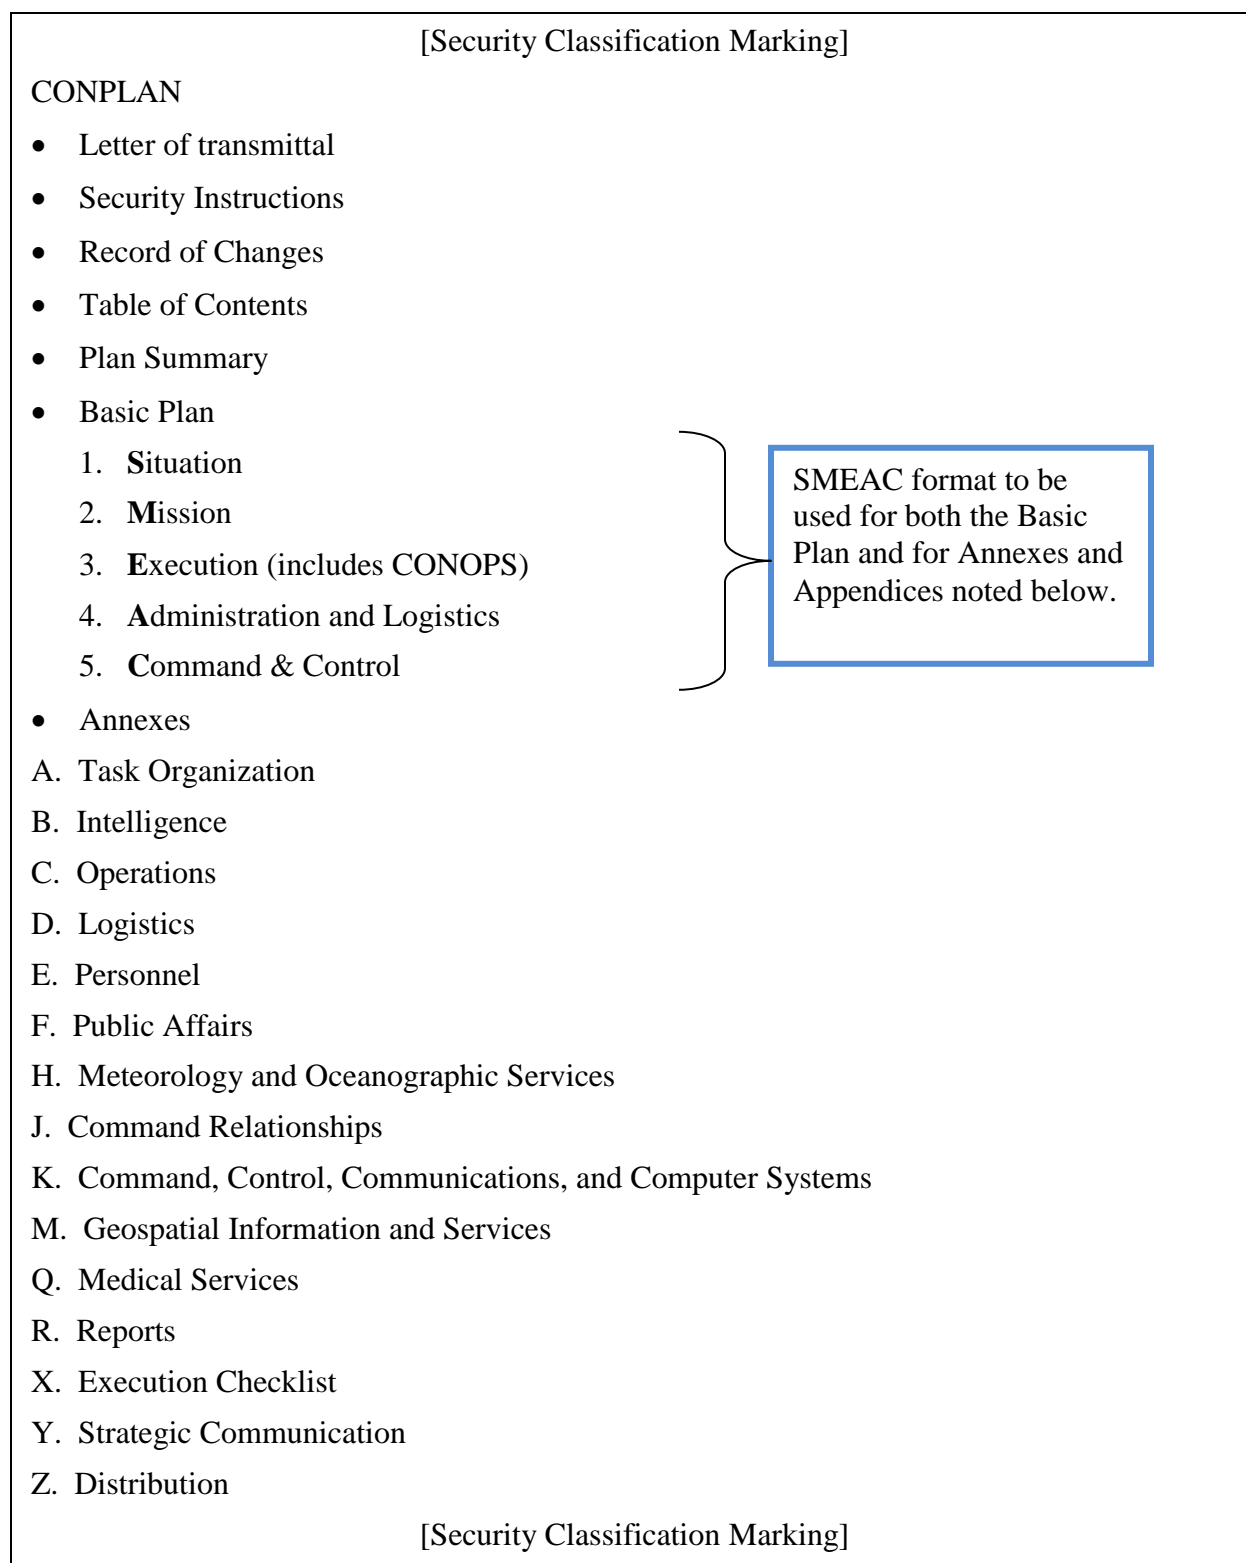 [Security Classification Marking]
CONPLAN
• Letter of transmittal
• Security Instructions
• Record of Changes
• Table of Contents
• Plan Summary
• Basic Plan
1. Situation
2. Mission
3. Execution (includes CONOPS)
4. Administration and Logistics
5. Command & Control
SMEAC format to be
used for both the Basic
Plan and for Annexes and
Appendices noted below.
• Annexes
A. Task Organization
B. Intelligence
C. Operations
D. Logistics
E. Personnel
F. Public Affairs
H. Meteorology and Oceanographic Services
J. Command Relationships
K. Command, Control, Communications, and Computer Systems
M. Geospatial Information and Services
Q. Medical Services
R. Reports
X. Execution Checklist
Y. Strategic Communication
Z. Distribution
[Security Classification Marking]